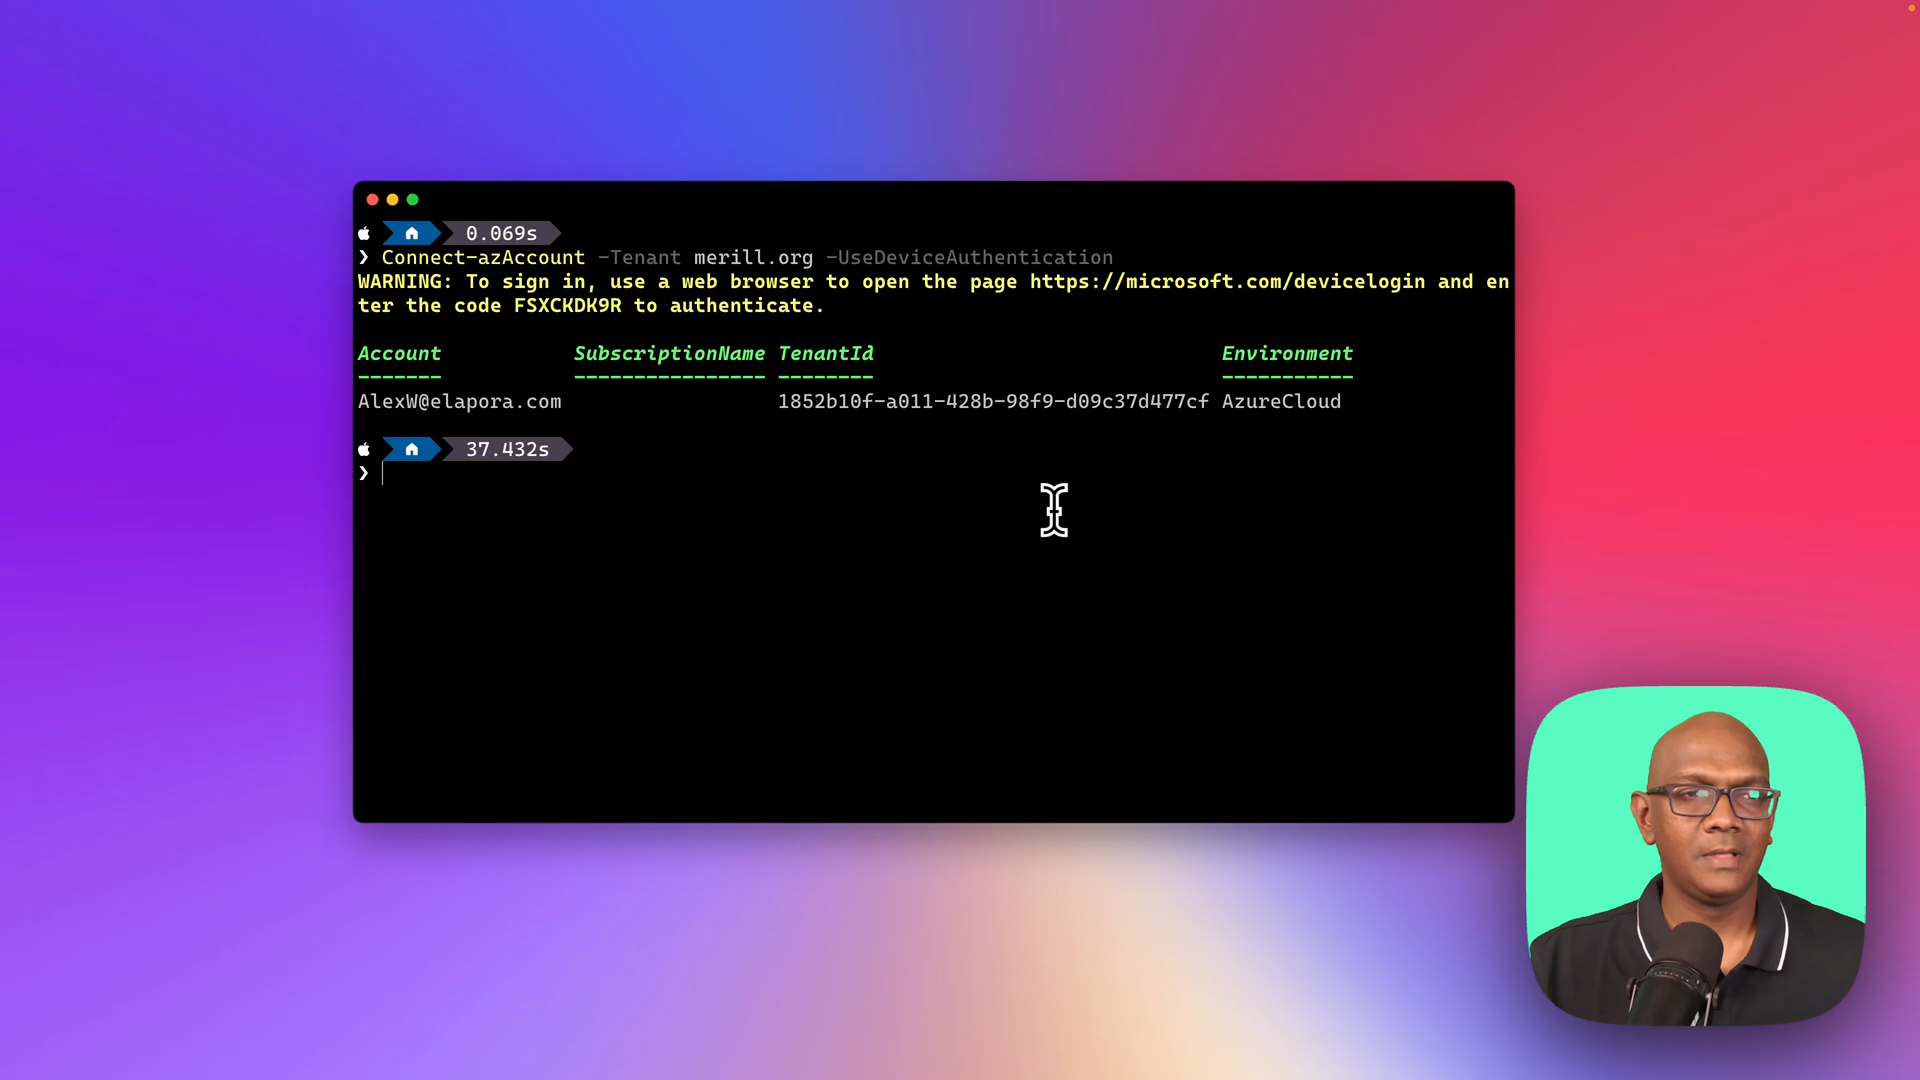 0.069s
❯ Connect-azAccount -Tenant merill.org -UseDeviceAuthentication
WARNING: To sign in, use a web browser to open the page https://microsoft.com/devicelogin and en
ter the code FSXCKDK9R to authenticate.
Account SubscriptionName TenantId Environment
------- ---------------- -------- -----------
AlexW@elapora.com 1852b10f-a011-428b-98f9-d09c37d477cf AzureCloud
37.432s
❯